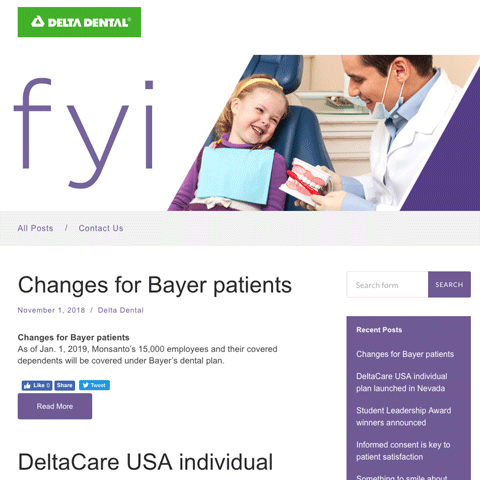 DELTA DENTAL®
fyi
All Posts / Contact Us
Changes for Bayer patients
November 1, 2018 / Delta Dental
Changes for Bayer patients
As of Jan. 1, 2019, Monsanto's 15,000 employees and their covered
dependents will be covered under Bayer's dental plan.
Like 0 Share Tweet
Read More
DeltaCare USA individual
Search form SEARCH
Recent Posts
Changes for Bayer patients
DeltaCare USA individual
plan launched in Nevada
Student Leadership Award
winners announced
Informed consent is key to
patient satisfaction
Something to smile about